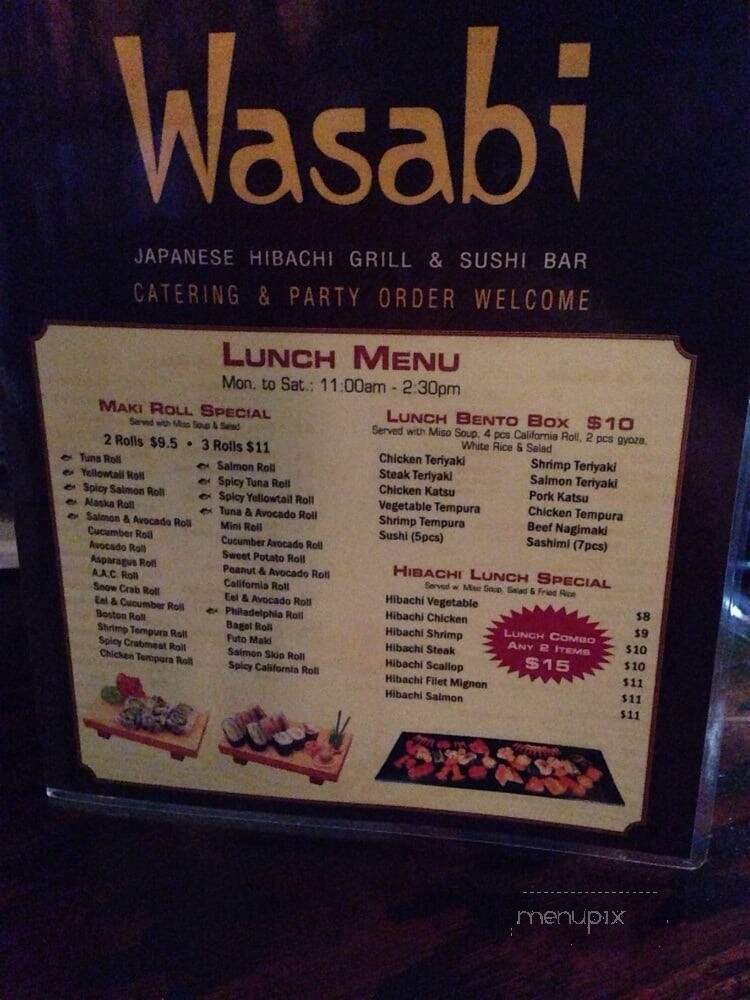 Wasabi
JAPANESE HIBACHI GRILL & SUSHI BAR
CATERING & PARTY ORDER WELCOME
LUNCH MENU
Mon. to Sat.: 11:00am - 2:30pm
MAKI ROLL SPECIAL
Served with Miso Soup & Salad
2 Rolls $9.5 • 3 Rolls $11
Tuna Roll
Yellowtail Roll
Spicy Salmon Roll
Alaska Roll
Salmon & Avocado Roll
Cucumber Roll
Avocado Roll
Asparagus Roll
A.A.C. Roll
Snow Crab Roll
Eel & Cucumber Roll
Boston Roll
Shrimp Tempura Roll
Spicy Crabmeat Roll
Chicken Tempura Roll
Salmon Roll
Spicy Tuna Roll
Spicy Yellowtail Roll
Tuna & Avocado Roll
Mini Roll
Cucumber Avocado Roll
Sweet Potato Roll
Peanut & Avocado Roll
California Roll
Eel & Avocado Roll
Philadelphia Roll
Bagel Roll
Futo Maki
Salmon Skin Roll
Spicy California Roll
LUNCH BENTO BOX $10
Served with Miso Soup, 4 pcs California Roll, 2 pcs gyoza,
White Rice & Salad
Chicken Teriyaki
Steak Teriyaki
Chicken Katsu
Vegetable Tempura
Shrimp Tempura
Sushi (5pcs)
Shrimp Teriyaki
Salmon Teriyaki
Pork Katsu
Chicken Tempura
Beef Nagimaki
Sashimi (7pcs)
HIBACHI LUNCH SPECIAL
Served w. Miso Soup, Salad & Fried Rice
Hibachi Vegetable $8
Hibachi Chicken $9
Hibachi Shrimp $10
Hibachi Steak $10
Hibachi Scallop $11
Hibachi Filet Mignon $11
Hibachi Salmon $11
LUNCH COMBO
ANY 2 ITEMS
$15
menupix